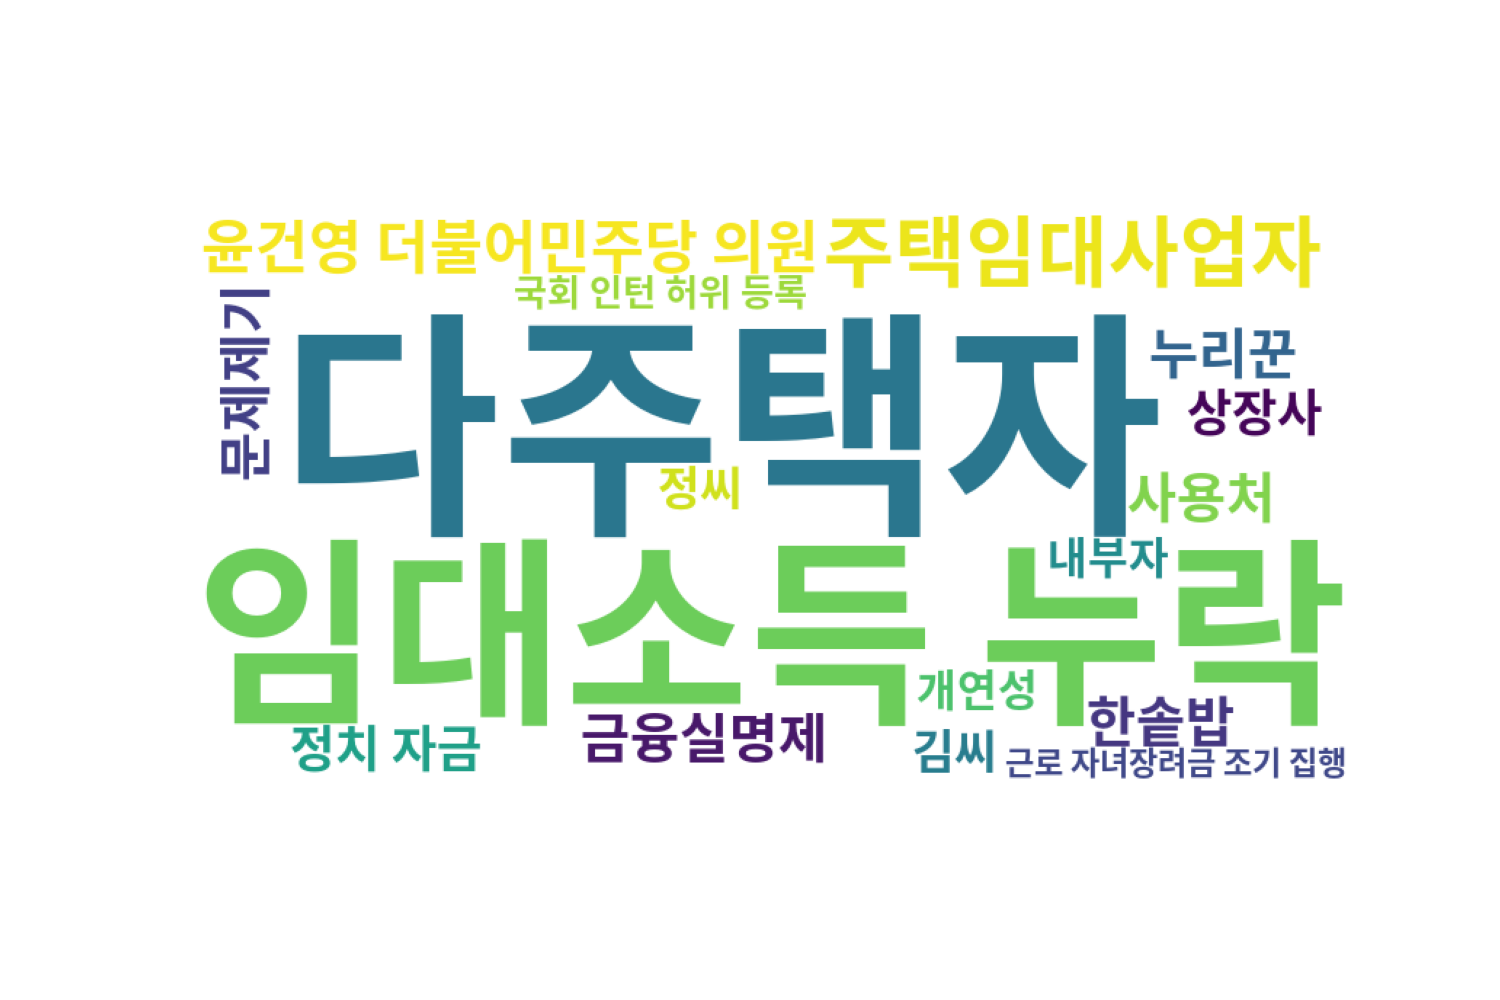 윤건영 더불어민주당 의원
주택임대사업자
국회 인턴 허위 등록
문제제기
다주택자
누리꾼
상장사
정씨
사용처
임대소득 누락
내부자
개연성
한솥밥
정치 자금
금융실명제
김씨
근로 자녀장려금 조기 집행